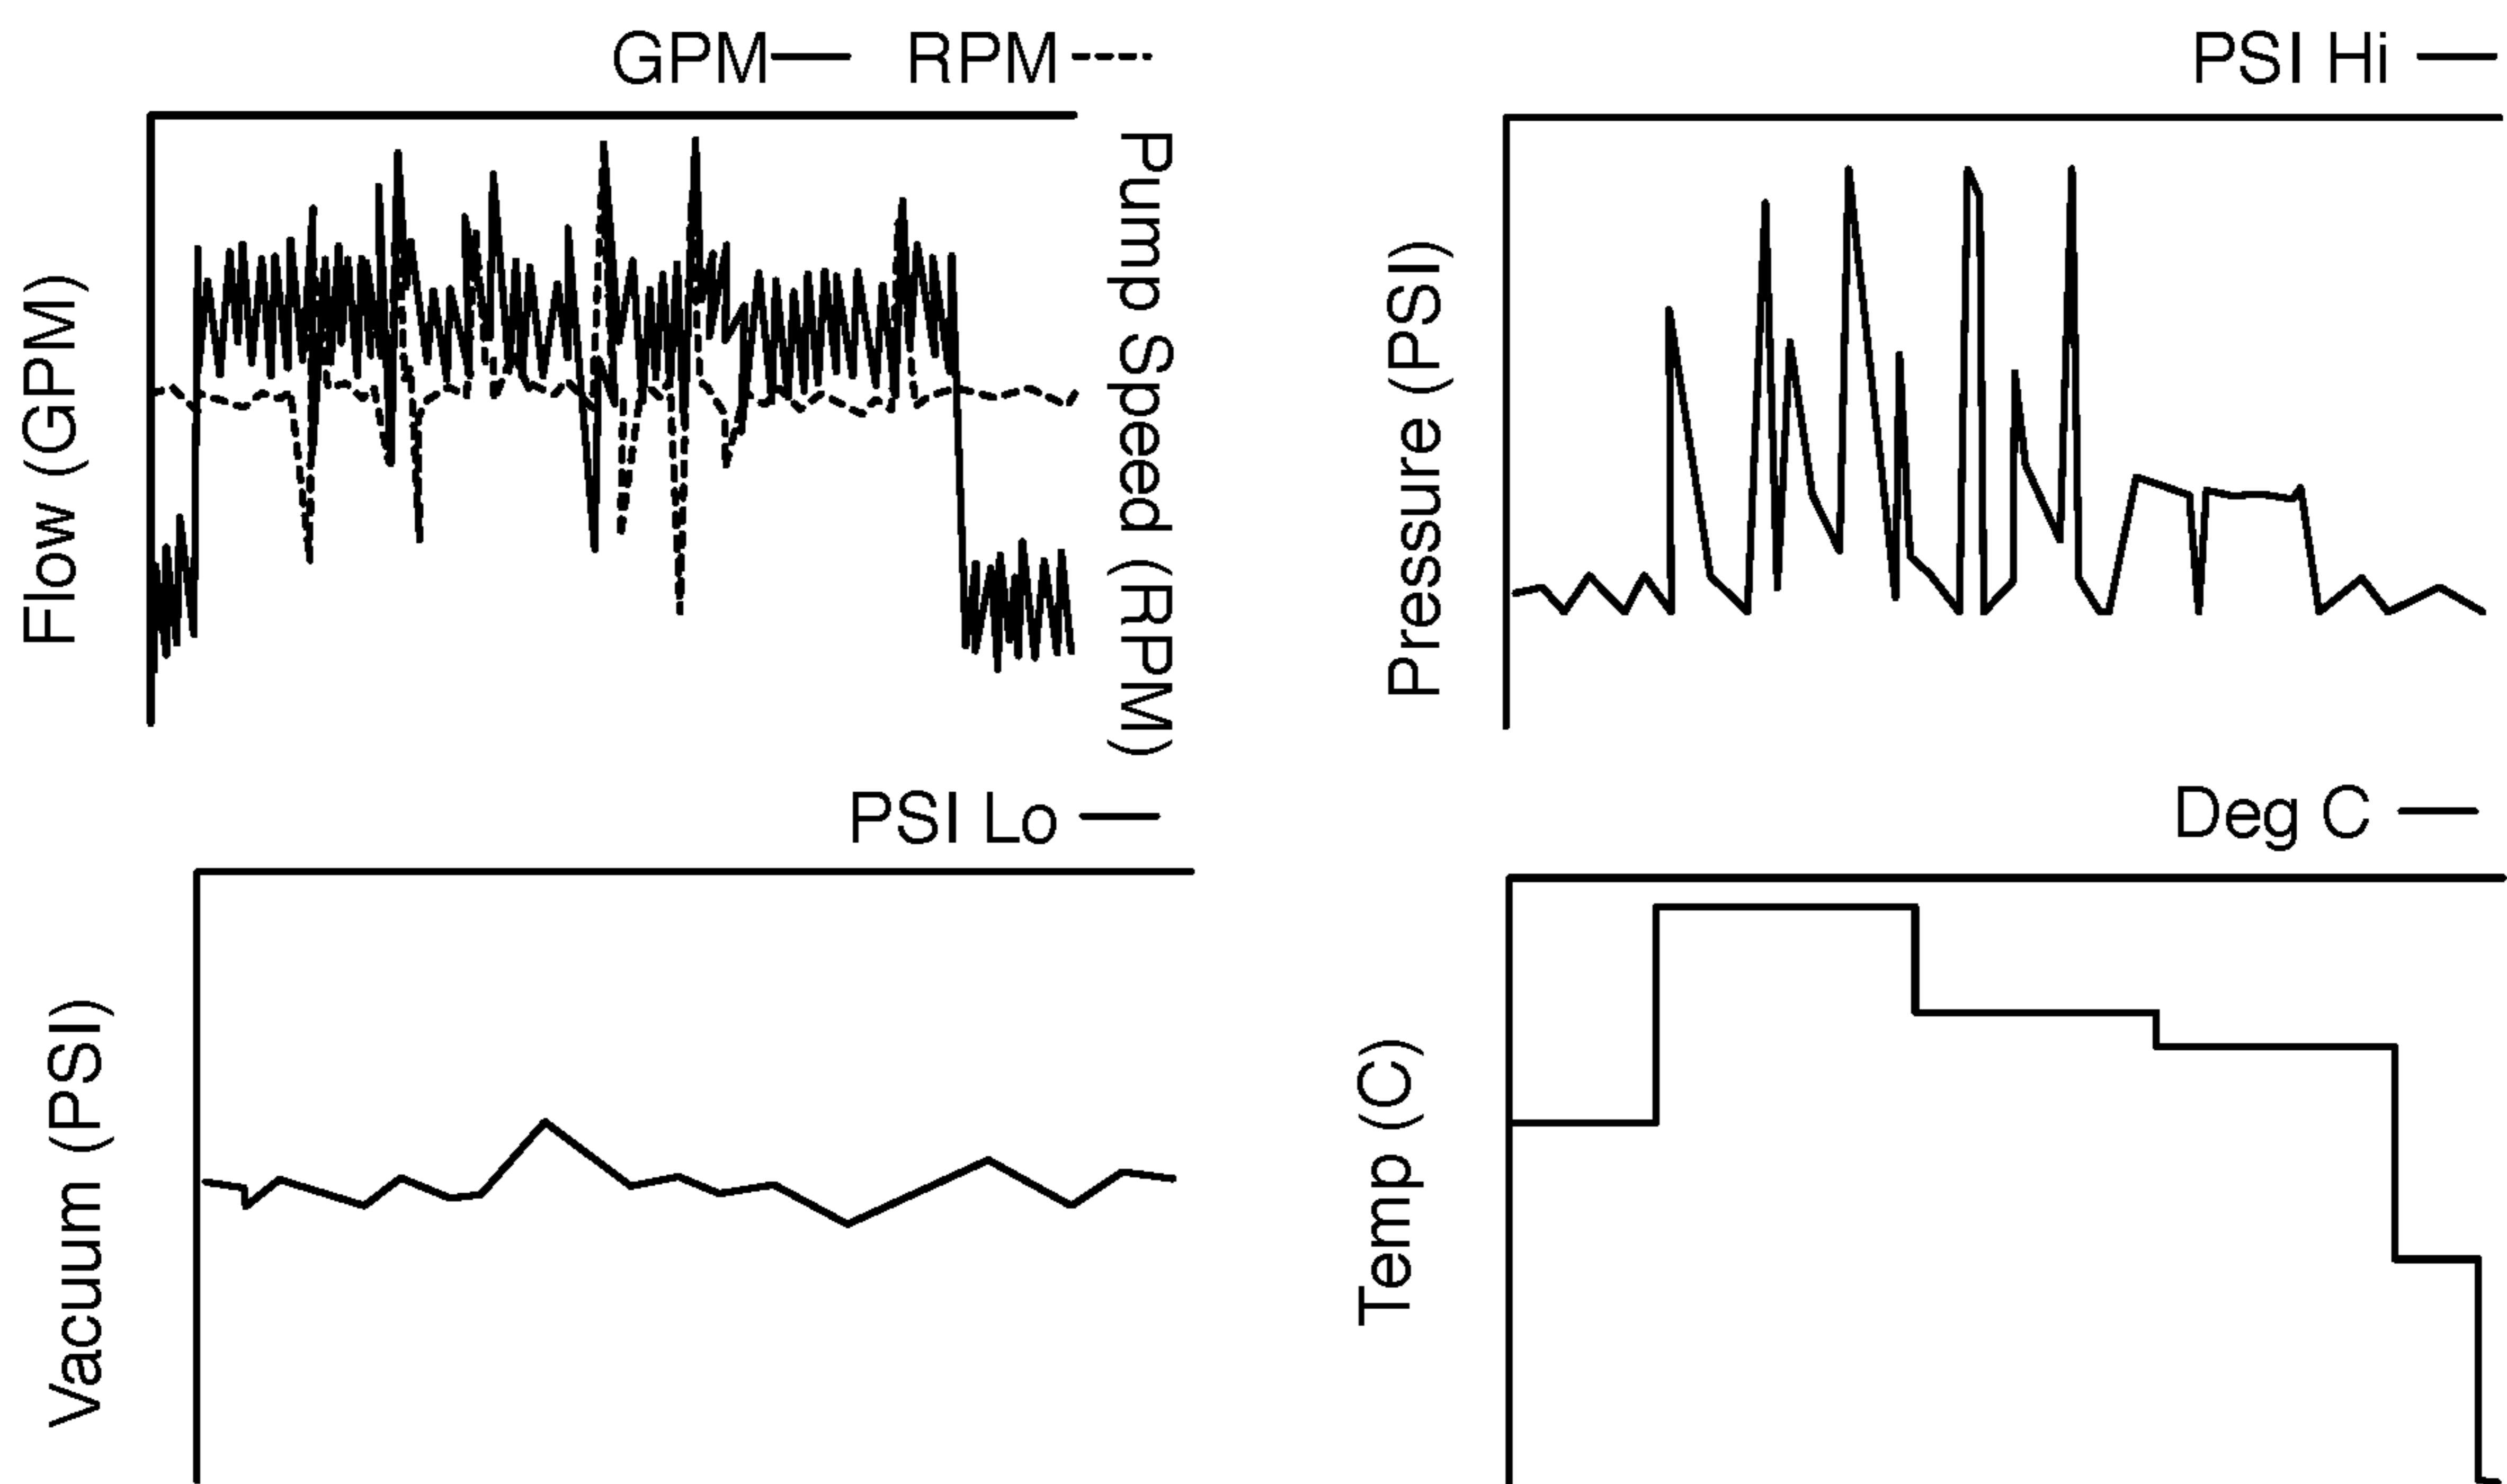 GPM RPM
Flow (GPM)
Pump Speed (RPM)
PSI Hi
Pressure (PSI)
PSI Lo
Vacuum (PSI)
Deg C
Temp (C)